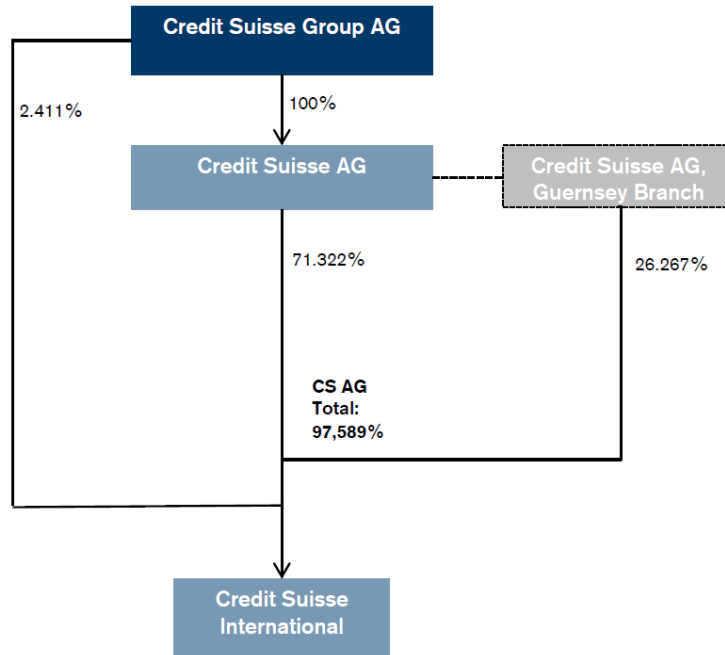 Credit Suisse Group AG
2.411%
100%
Credit Suisse AG
Credit Suisse AG,
Guernsey Branch
71.322%
26.267%
CS AG
Total:
97,589%
Credit Suisse
International